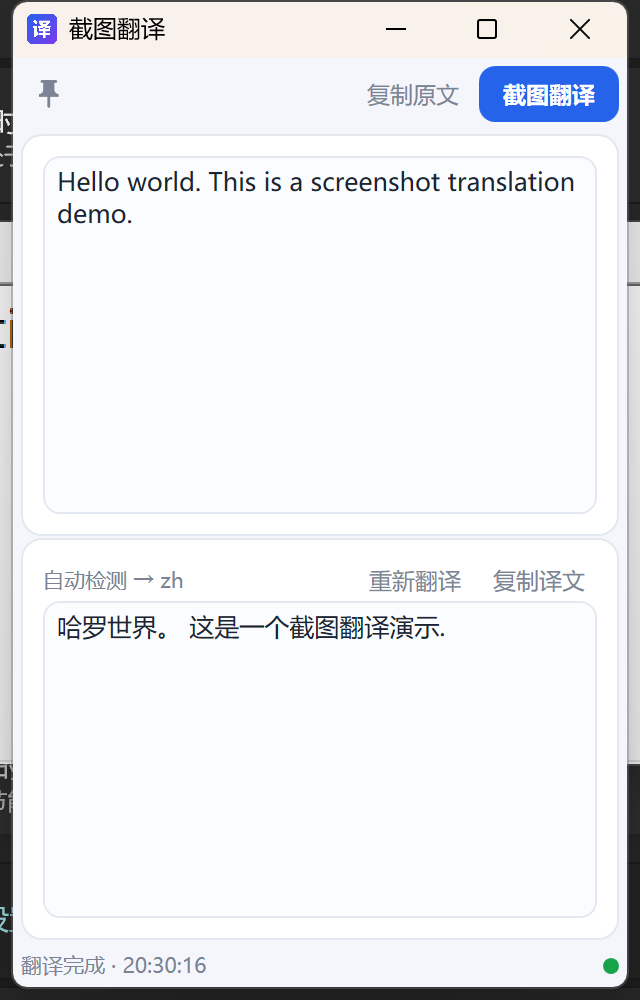 译 截图翻译
复制原文 截图翻译
Hello world. This is a screenshot translation
demo.
自动检测 → zh 重新翻译 复制译文
哈罗世界。 这是一个截图翻译演示.
翻译完成 · 20:30:16